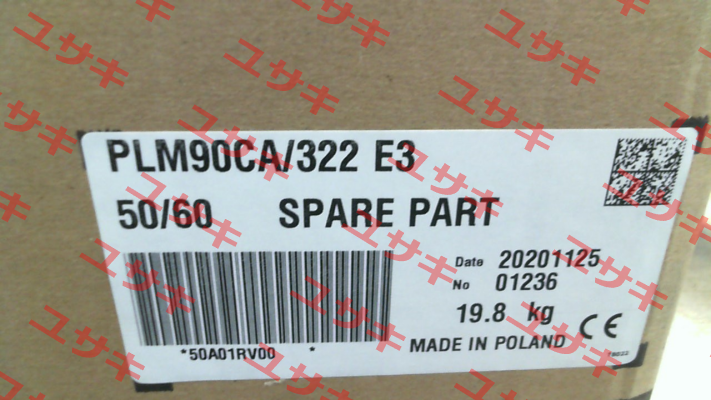 PLM90CA/322 E3
50/60 SPARE PART
Date 20201125
No 01236
19.8 kg
*50A01RV00 *
MADE IN POLAND
CE
ユサキ